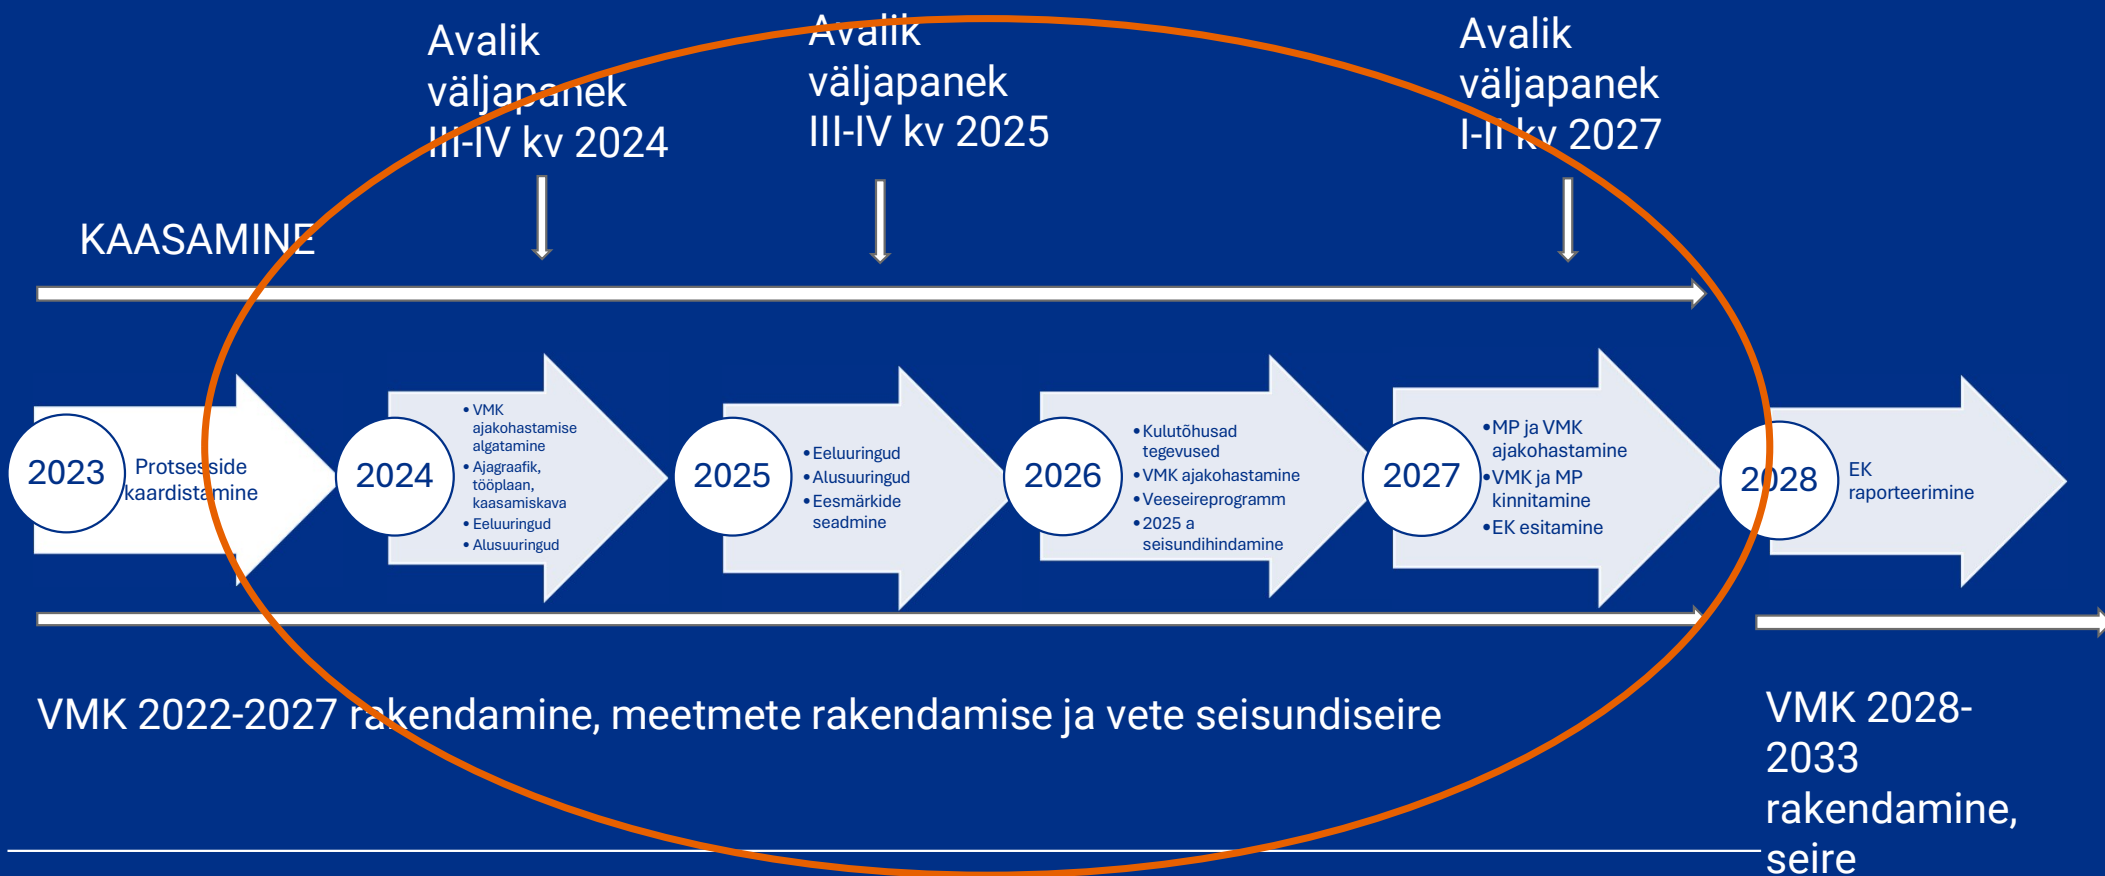 Avalik
väljapanek
III-IV kv 2024
Avalik
väljapanek
III-IV kv 2025
Avalik
väljapanek
I-II kv 2027
KAASAMINE
2023
Protsesside
kaardistamine
2024
• VMK
ajakohastamise
algatamine
• Ajagraafik,
tööplaan,
kaasamiskava
• Eeluuringud
• Alusuuringud
2025
• Eeluuringud
• Alusuuringud
• Eesmärkide
seadmine
2026
• Kulutõhusad
tegevused
• VMK ajakohastamine
• Veeseireprogramm
• 2025 a
seisundihindamine
2027
• MP ja VMK
ajakohastamine
• VMK ja MP
kinnitamine
• EK esitamine
2028
EK
raporteerimine
VMK 2022-2027 rakendamine, meetmete rakendamise ja vete seisundiseire
VMK 2028-
2033
rakendamine,
seire